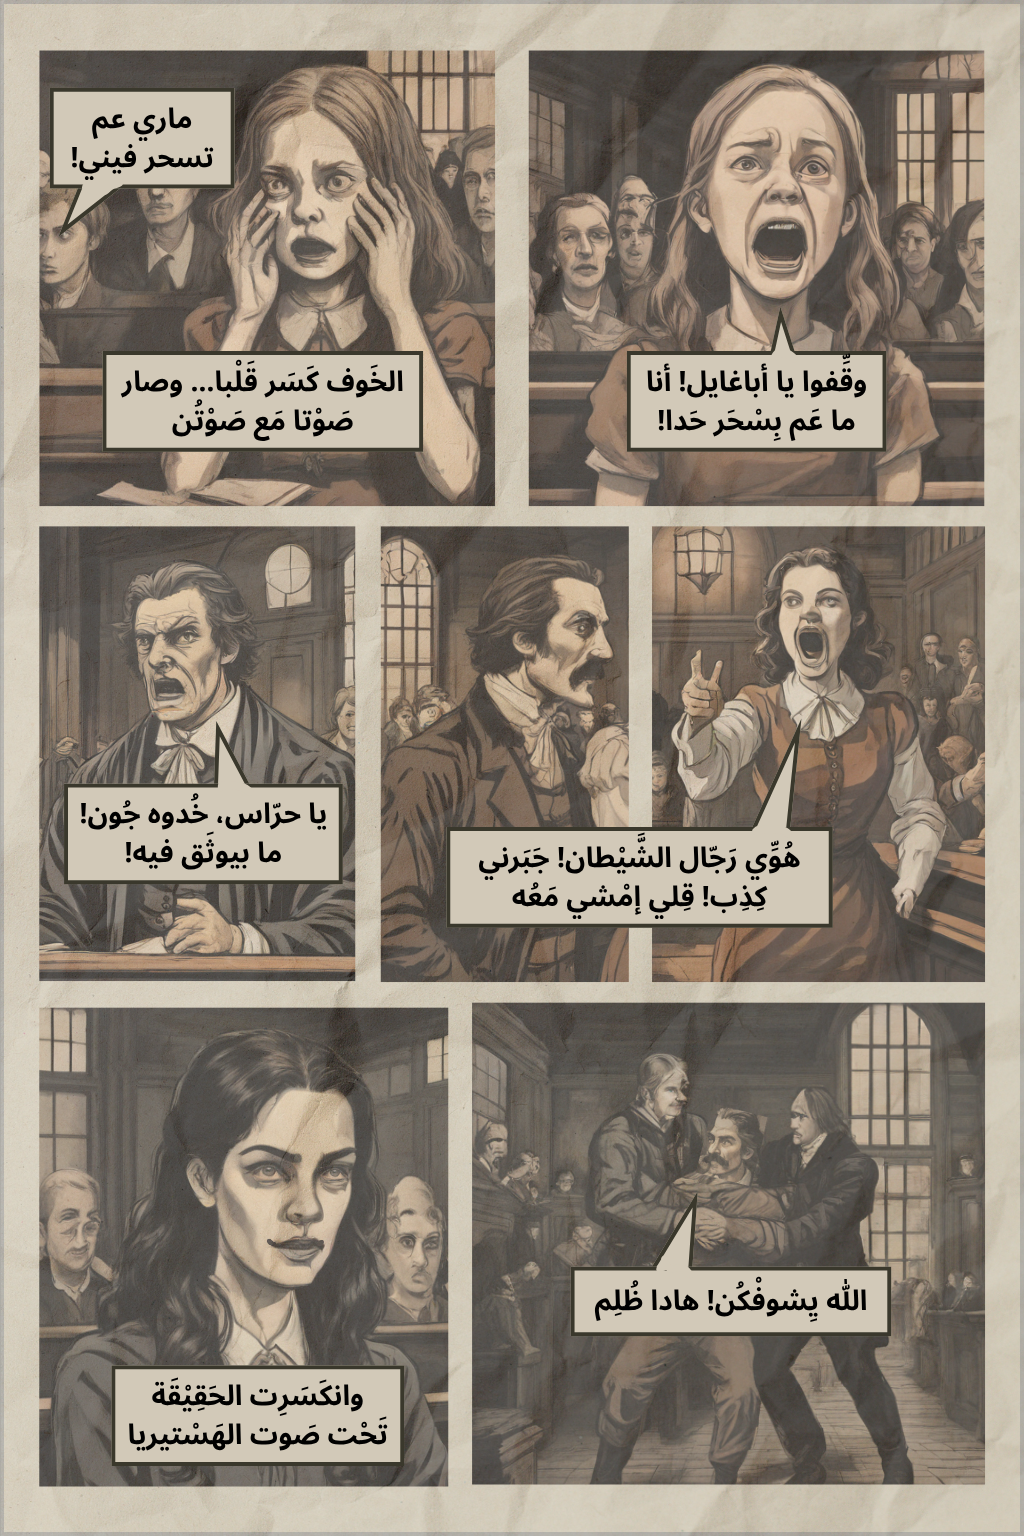 ماري عم
تسحر فيني!
الخَوف كَسَر قَلْبا... وصار
صَوْتا مَع صَوْتُن
وقِّفوا يا أباغايل! أنا
ما عَم بِسْحَر حَدا!
يا حرّاس، خُدوه جُون!
ما بيوثَق فيه!
هُوِّي رَجّال الشَّيْطان! جَبَرني
كِذِب! قِلي إمْشي مَعُه
وانكَسَرِت الحَقِيْقَة
تَحْت صَوت الهَسْتيريا
الله يِشوفْكُن! هادا ظُلِم